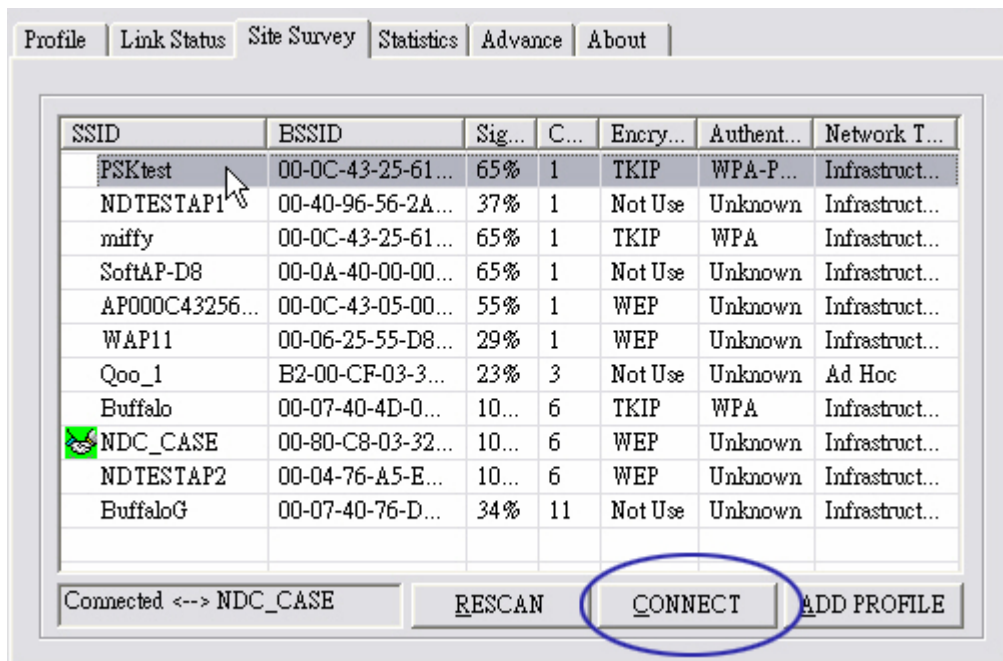 Profile Link Status Site Survey Statistics Advance About
SSID BSSID Sig... C... Encry... Authent... Network T...
PSKtest 00-0C-43-25-61... 65% 1 TKIP WPA-P... Infrastruct...
NDTESTAP1 00-40-96-56-2A... 37% 1 Not Use Unknown Infrastruct...
miffy 00-0C-43-25-61... 65% 1 TKIP WPA Infrastruct...
SoftAP-D8 00-0A-40-00-00... 65% 1 Not Use Unknown Infrastruct...
AP000C43256... 00-0C-43-05-00... 55% 1 WEP Unknown Infrastruct...
WAP11 00-06-25-55-D8... 29% 1 WEP Unknown Infrastruct...
Qoo_1 B2-00-CF-03-3... 23% 3 Not Use Unknown Ad Hoc
Buffalo 00-07-40-4D-0... 10... 6 TKIP WPA Infrastruct...
NDC_CASE 00-80-C8-03-32... 10... 6 WEP Unknown Infrastruct...
NDTESTAP2 00-04-76-A5-E... 10... 6 WEP Unknown Infrastruct...
BuffaloG 00-07-40-76-D... 34% 11 Not Use Unknown Infrastruct...
Connected <--> NDC_CASE RESCAN CONNECT ADD PROFILE